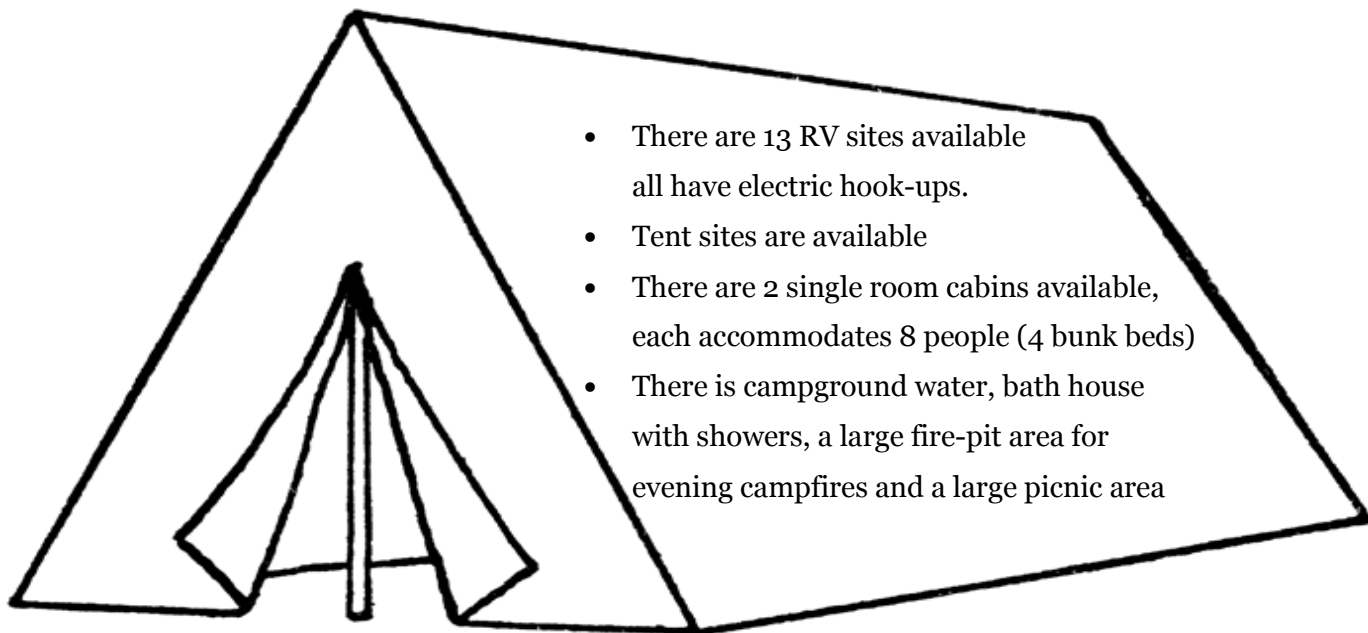 • There are 13 RV sites available
all have electric hook-ups.
• Tent sites are available
• There are 2 single room cabins available,
each accommodates 8 people (4 bunk beds)
• There is campground water, bath house
with showers, a large fire-pit area for
evening campfires and a large picnic area